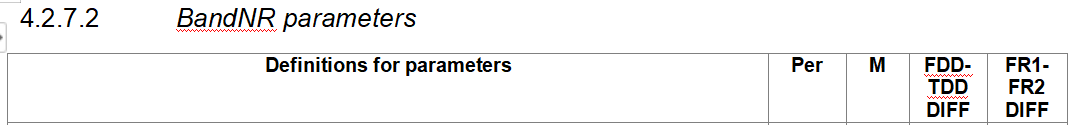 4.2.7.2 BandNR parameters
Definitions for parameters Per M FDD- FR1-
TDD FR2
DIFF DIFF